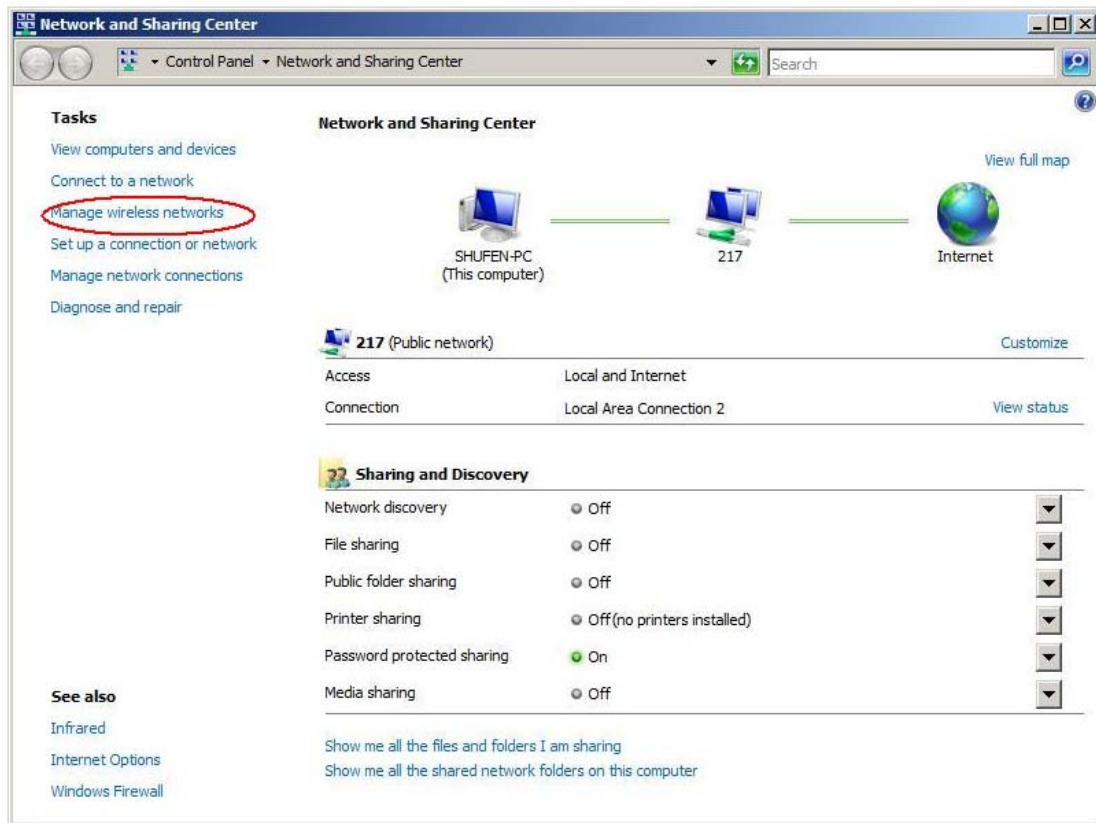 Network and Sharing Center
Control Panel Network and Sharing Center
Search
Tasks
View computers and devices
Connect to a network
Manage wireless networks
Set up a connection or network
Manage network connections
Diagnose and repair
Network and Sharing Center
View full map
SHUFEN-PC
(This computer)
217
Internet
217 (Public network) Customize
Access Local and Internet
Connection Local Area Connection 2 View status
Sharing and Discovery
Network discovery Off
File sharing Off
Public folder sharing Off
Printer sharing Off (no printers installed)
Password protected sharing On
Media sharing Off
Show me all the files and folders I am sharing
Show me all the shared network folders on this computer
See also
Infrared
Internet Options
Windows Firewall